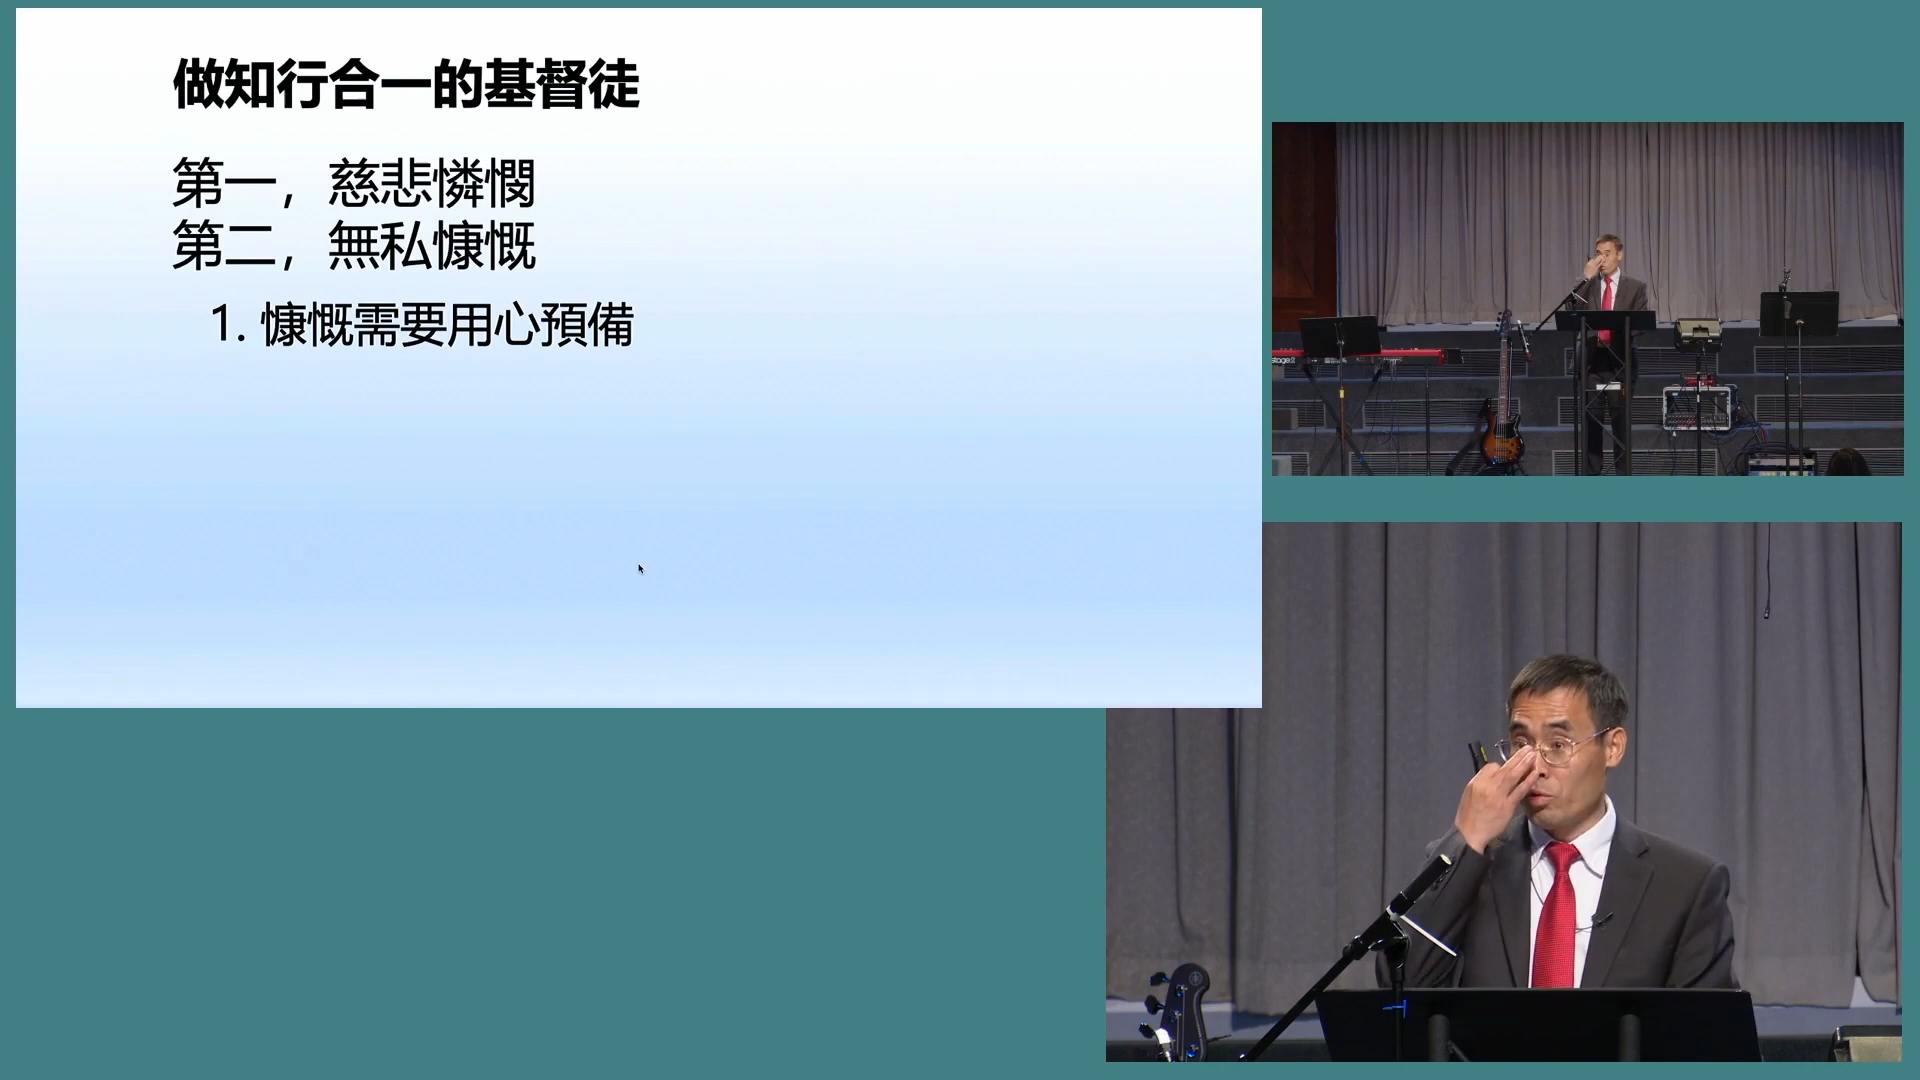 做知行合一的基督徒
第一，慈悲憐憫
第二，無私慷慨
1. 慷慨需要用心預備